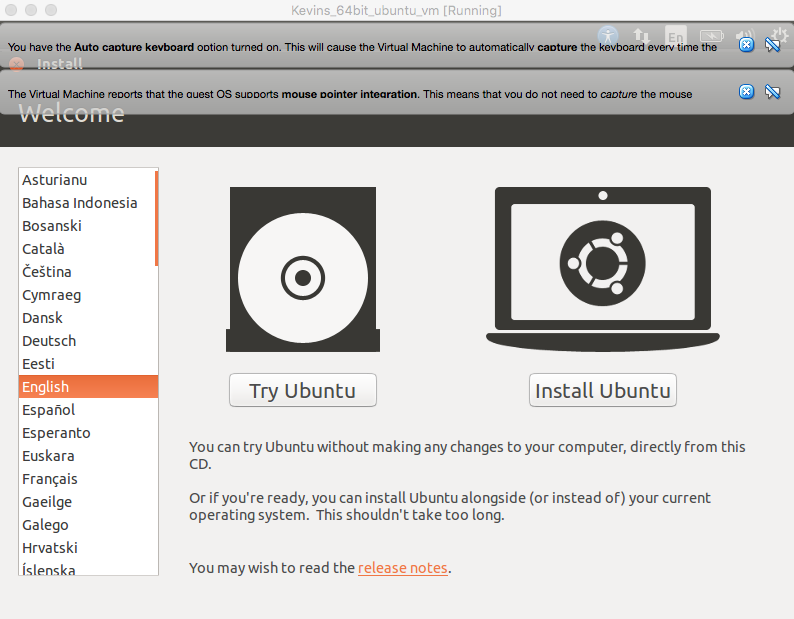 Kevins_64bit_ubuntu_vm [Running]
You have the Auto capture keyboard option turned on. This will cause the Virtual Machine to automatically capture the keyboard every time the
En
Install
The Virtual Machine reports that the guest OS supports mouse pointer integration. This means that you do not need to capture the mouse
Welcome
Asturianu
Bahasa Indonesia
Bosanski
Català
Čeština
Cymraeg
Dansk
Deutsch
Eesti
English
Español
Esperanto
Euskara
Français
Gaeilge
Galego
Hrvatski
Íslenska
Try Ubuntu
Install Ubuntu
You can try Ubuntu without making any changes to your computer, directly from this
CD.
Or if you're ready, you can install Ubuntu alongside (or instead of) your current
operating system. This shouldn't take too long.
You may wish to read the release notes.